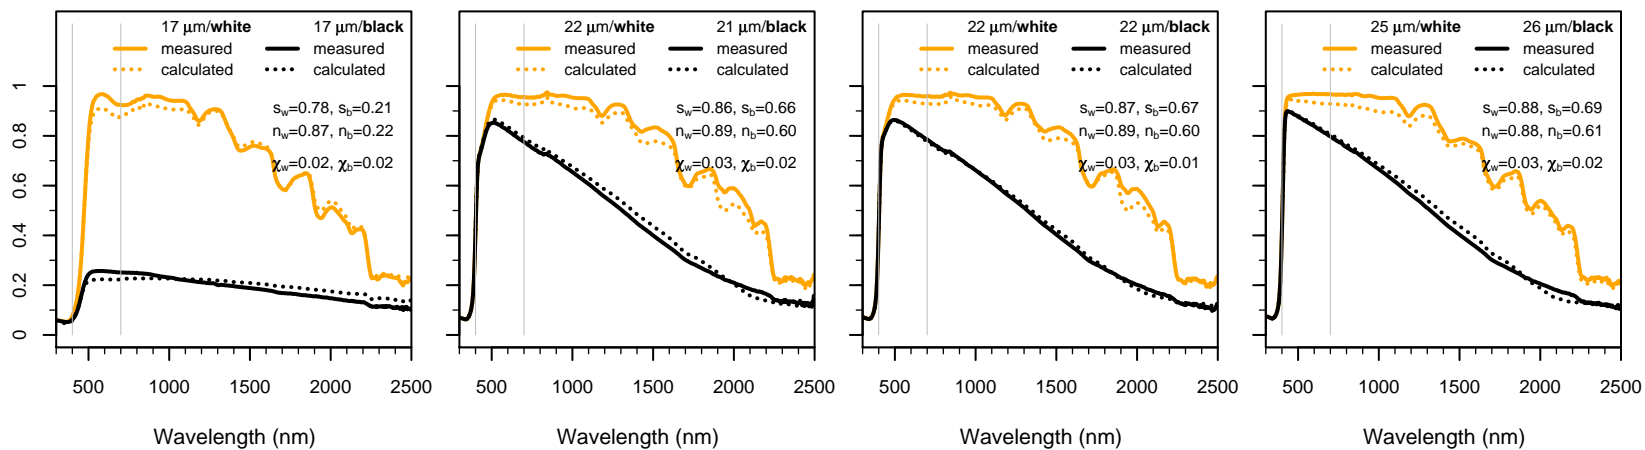 17 μm/white 17 μm/black
measured measured
calculated calculated
s_w=0.78, s_b=0.21
n_w=0.87, n_b=0.22
χ_w=0.02, χ_b=0.02
0 0.2 0.4 0.6 0.8 1
500 1000 1500 2000 2500
Wavelength (nm)
22 μm/white 21 μm/black
measured measured
calculated calculated
s_w=0.86, s_b=0.66
n_w=0.89, n_b=0.60
χ_w=0.03, χ_b=0.02
500 1000 1500 2000 2500
Wavelength (nm)
22 μm/white 22 μm/black
measured measured
calculated calculated
s_w=0.87, s_b=0.67
n_w=0.89, n_b=0.60
χ_w=0.03, χ_b=0.01
500 1000 1500 2000 2500
Wavelength (nm)
25 μm/white 26 μm/black
measured measured
calculated calculated
s_w=0.88, s_b=0.69
n_w=0.88, n_b=0.61
χ_w=0.03, χ_b=0.02
500 1000 1500 2000 2500
Wavelength (nm)